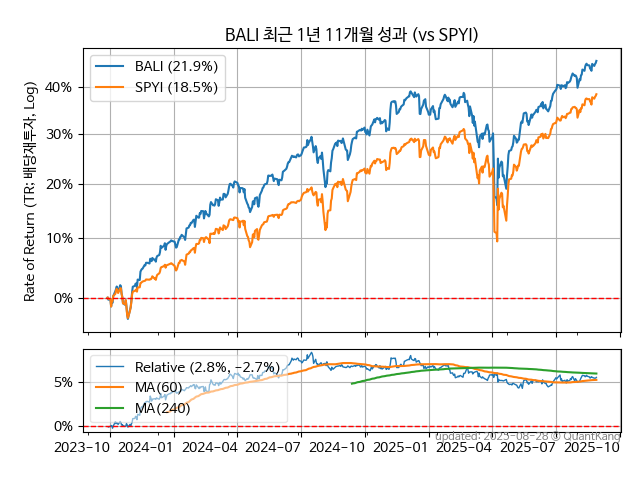 BALI 최근 1년 11개월 성과 (vs SPYI)
BALI (21.9%)
SPYI (18.5%)
Rate of Return (TR; 배당재투자, Log)
40%
30%
20%
10%
0%
Relative (2.8%, −2.7%)
MA(60)
MA(240)
5%
0%
updated: 2025-08-28 © QuantKang
2023-10 2024-01 2024-04 2024-07 2024-10 2025-01 2025-04 2025-07 2025-10